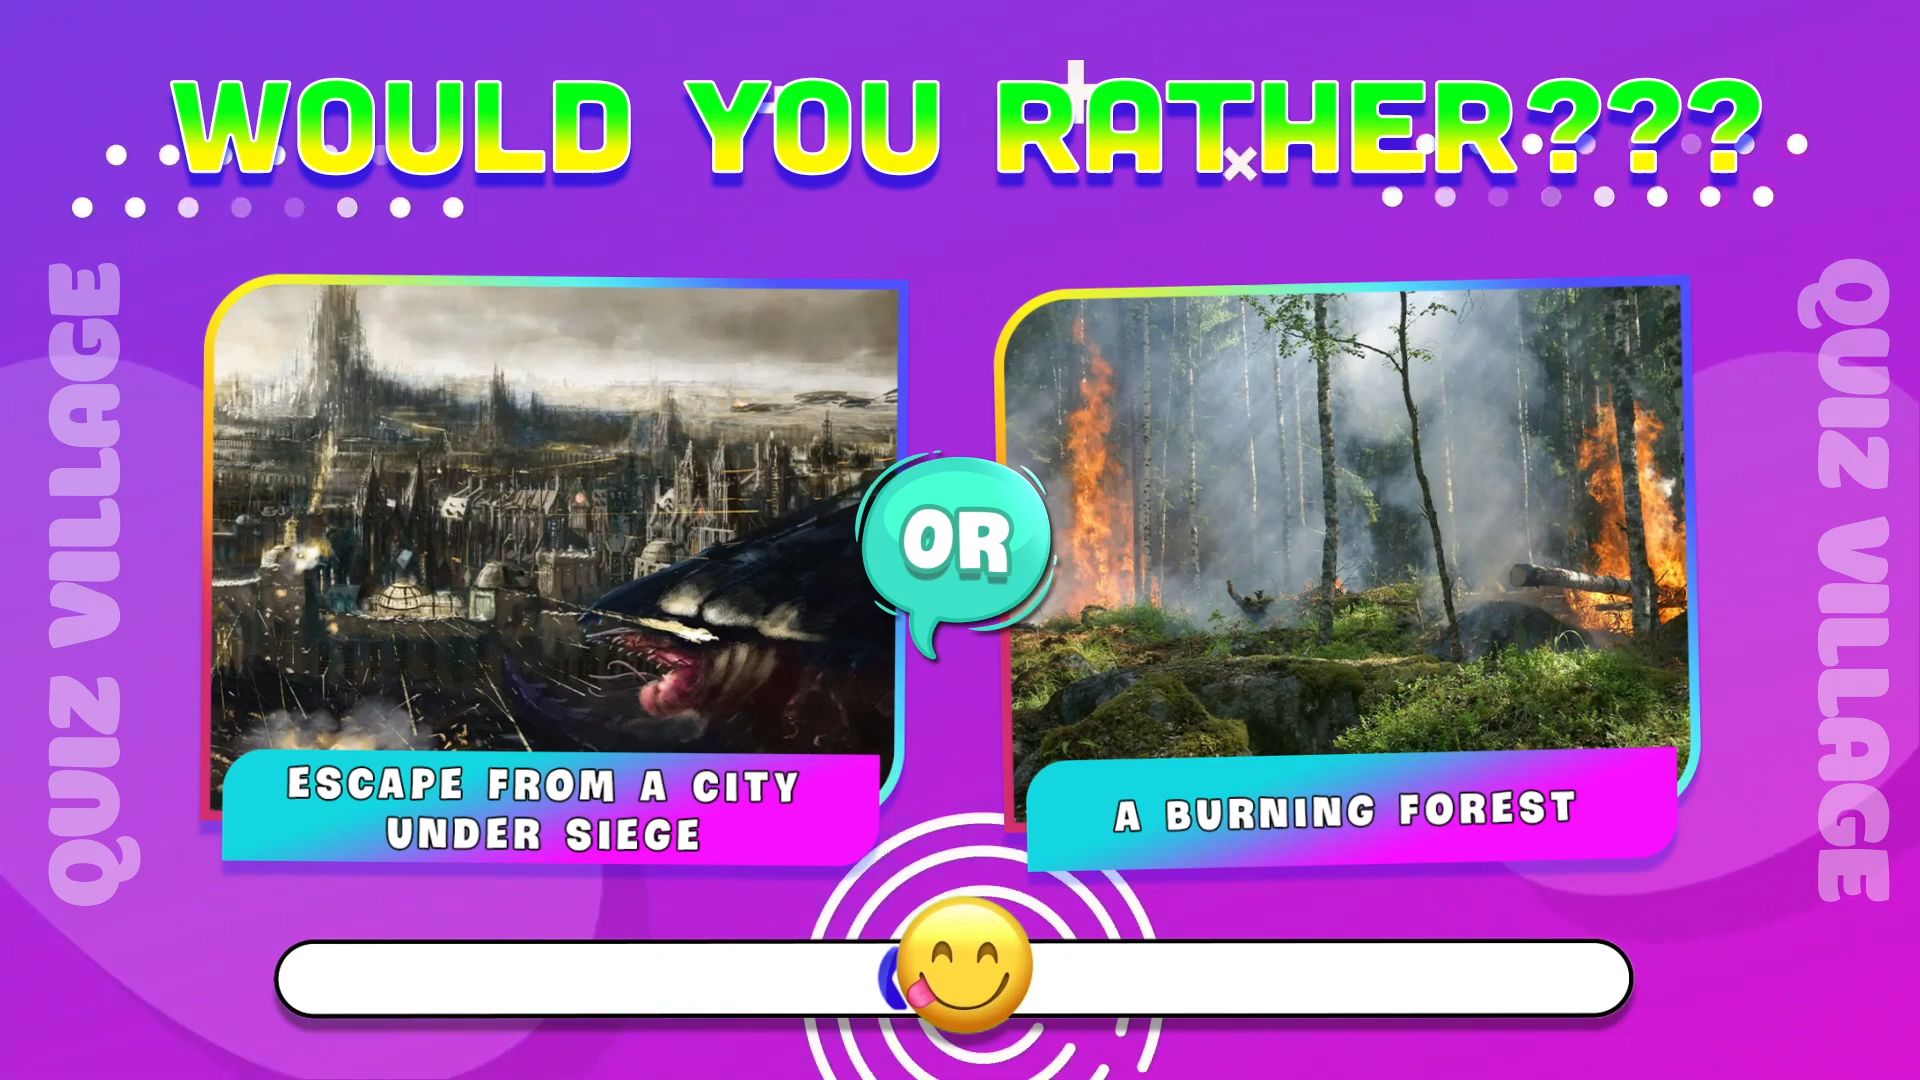 WOULD YOU RATHER???
QUIZ VILLAGE
QUIZ VILLAGE
OR
ESCAPE FROM A CITY
UNDER SIEGE
A BURNING FOREST